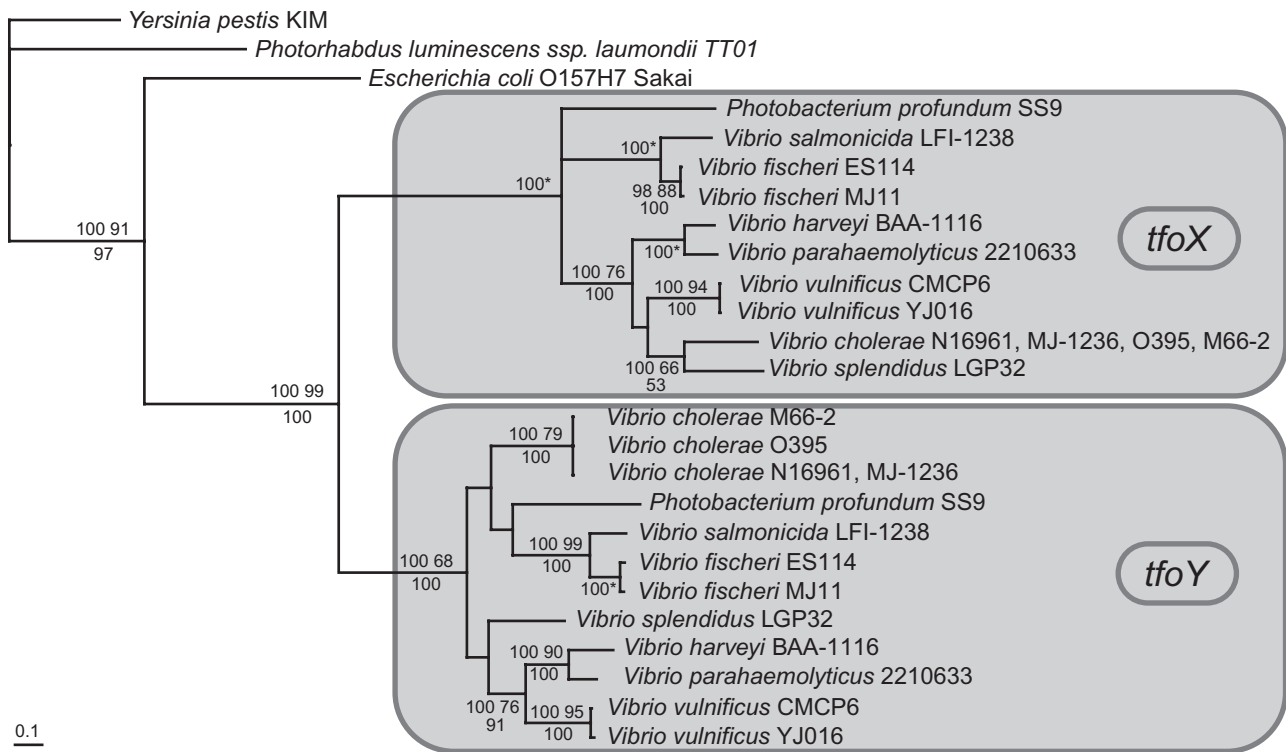 Yersinia pestis KIM
Photorhabdus luminescens ssp. laumondii TT01
Escherichia coli O157H7 Sakai
100 91
97
Photobacterium profundum SS9
Vibrio salmonicida LFI-1238
100*
Vibrio fischeri ES114
98 88
100
Vibrio fischeri MJ11
100*
Vibrio harveyi BAA-1116
100*
Vibrio parahaemolyticus 2210633
tfoX
100 76
100
Vibrio vulnificus CMCP6
100 94
100
Vibrio vulnificus YJ016
Vibrio cholerae N16961, MJ-1236, O395, M66-2
100 66
53
Vibrio splendidus LGP32
100 99
100
Vibrio cholerae M66-2
100 79
100
Vibrio cholerae O395
Vibrio cholerae N16961, MJ-1236
Photobacterium profundum SS9
Vibrio salmonicida LFI-1238
100 99
100
Vibrio fischeri ES114
100*
Vibrio fischeri MJ11
100 68
100
tfoY
Vibrio splendidus LGP32
Vibrio harveyi BAA-1116
100 90
100
Vibrio parahaemolyticus 2210633
100 76
91
Vibrio vulnificus CMCP6
100 95
100
Vibrio vulnificus YJ016
0.1